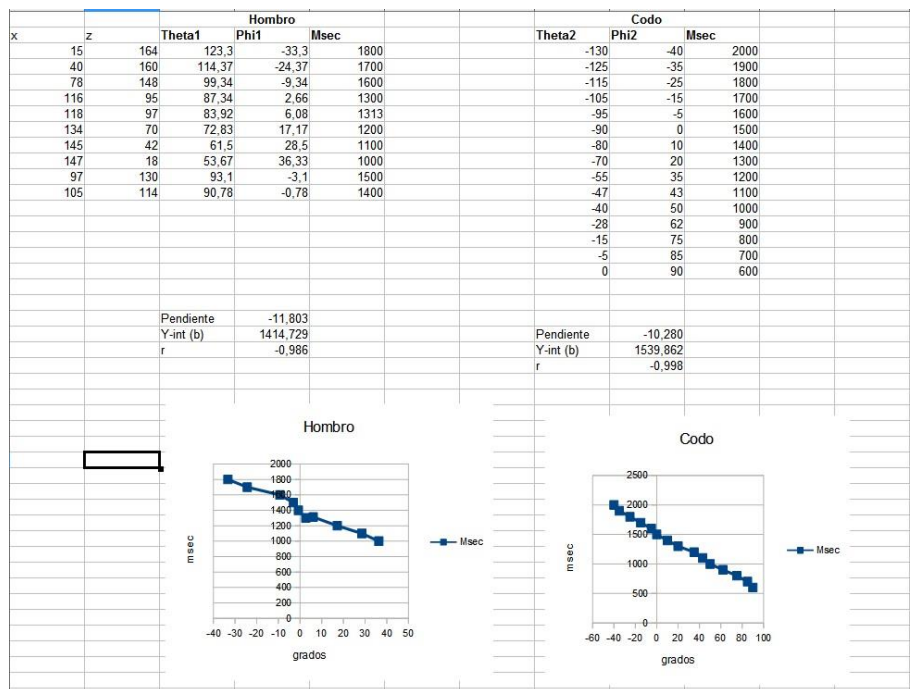 Hombro Codo
x z Theta1 Phi1 Msec Theta2 Phi2 Msec
15 164 123,3 -33,3 1800 -130 -40 2000
40 160 114,37 -24,37 1700 -125 -35 1900
78 148 99,34 -9,34 1600 -115 -25 1800
116 95 87,34 2,66 1300 -105 -15 1700
118 97 83,92 6,08 1313 -95 -5 1600
134 70 72,83 17,17 1200 -90 0 1500
145 42 61,5 28,5 1100 -80 10 1400
147 18 53,67 36,33 1000 -70 20 1300
97 130 93,1 -3,1 1500 -55 35 1200
105 114 90,78 -0,78 1400 -47 43 1100
-40 50 1000
-28 62 900
-15 75 800
-5 85 700
0 90 600
Pendiente -11,803
Y-int (b) 1414,729 Pendiente -10,280
r -0,986 Y-int (b) 1539,862
r -0,998
Hombro
2000
1800
1600
1400
1200
1000
800
600
400
200
0
-40 -30 -20 -10 0 10 20 30 40 50
msec
grados
Msec
Codo
2500
2000
1500
1000
500
0
-60 -40 -20 0 20 40 60 80 100
msec
grados
Msec